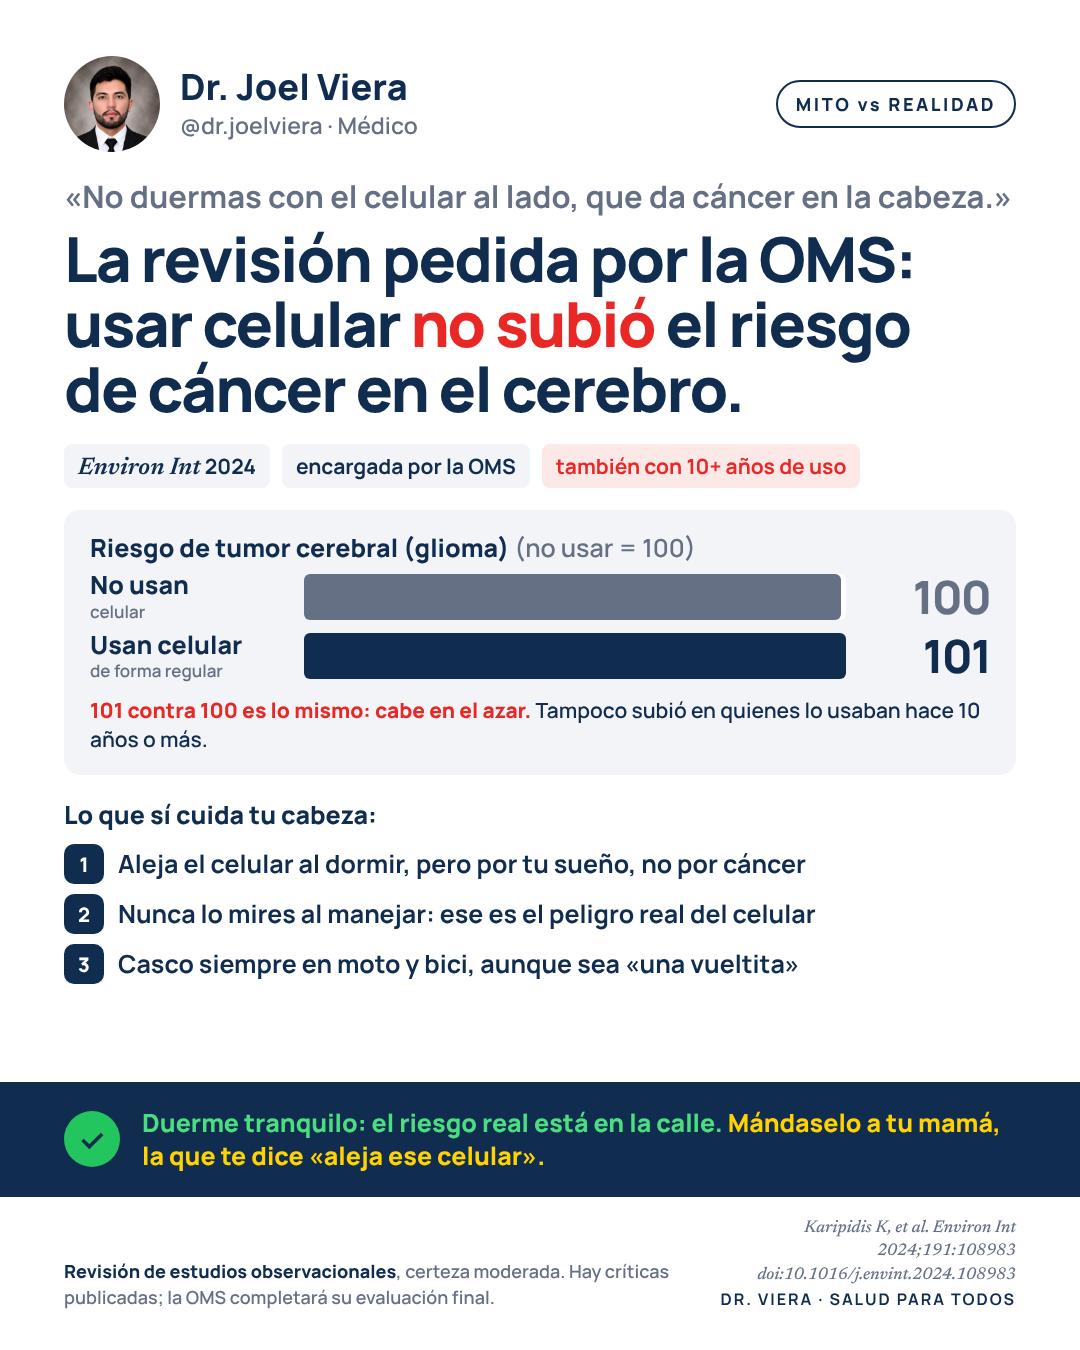 Dr. Joel Viera
@dr.joelviera · Médico
MITO vs REALIDAD
«No duermas con el celular al lado, que da cáncer en la cabeza.»
La revisión pedida por la OMS:
usar celular no subió el riesgo
de cáncer en el cerebro.
Environ Int 2024
encargada por la OMS
también con 10+ años de uso
Riesgo de tumor cerebral (glioma) (no usar = 100)
No usan
celular
100
Usan celular
de forma regular
101
101 contra 100 es lo mismo: cabe en el azar. Tampoco subió en quienes lo usaban hace 10
años o más.
Lo que sí cuida tu cabeza:
1 Aleja el celular al dormir, pero por tu sueño, no por cáncer
2 Nunca lo mires al manejar: ese es el peligro real del celular
3 Casco siempre en moto y bici, aunque sea «una vueltita»
Duerme tranquilo: el riesgo real está en la calle. Mándaselo a tu mamá,
la que te dice «aleja ese celular».
Revisión de estudios observacionales, certeza moderada. Hay críticas
publicadas; la OMS completará su evaluación final.
Karipidis K, et al. Environ Int
2024;191:108983
doi:10.1016/j.envint.2024.108983
DR. VIERA · SALUD PARA TODOS